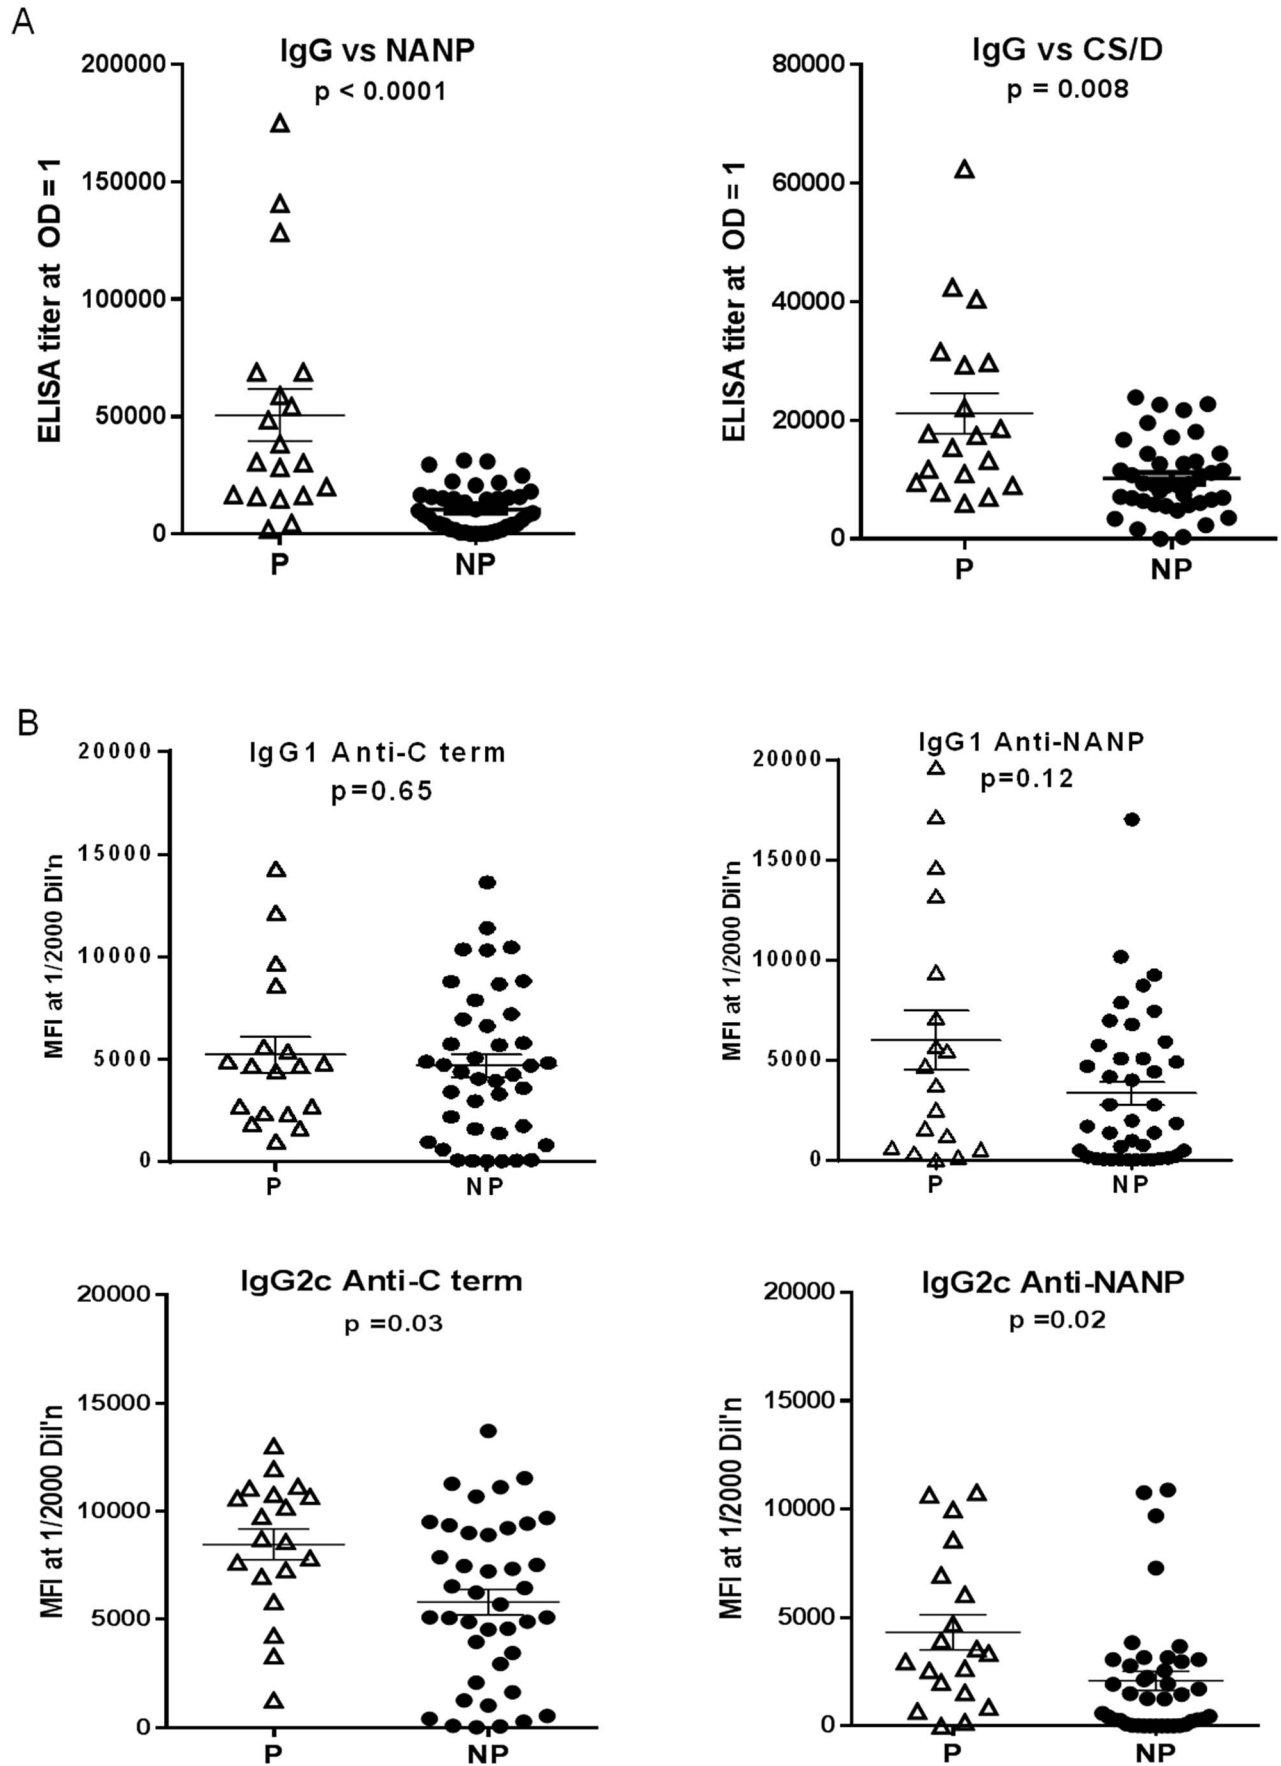 A
IgG vs NANP
p < 0.0001
ELISA titer at OD = 1
200000
150000
100000
50000
0
P
NP
IgG vs CS/D
p = 0.008
ELISA titer at OD = 1
80000
60000
40000
20000
0
P
NP
B
IgG1 Anti-C term
p=0.65
MFI at 1/2000 Dil'n
20000
15000
10000
5000
0
P
NP
IgG1 Anti-NANP
p=0.12
MFI at 1/2000 Dil'n
20000
15000
10000
5000
0
P
NP
IgG2c Anti-C term
p =0.03
MFI at 1/2000 Dil'n
20000
15000
10000
5000
0
P
NP
IgG2c Anti-NANP
p =0.02
MFI at 1/2000 Dil'n
20000
15000
10000
5000
0
P
NP